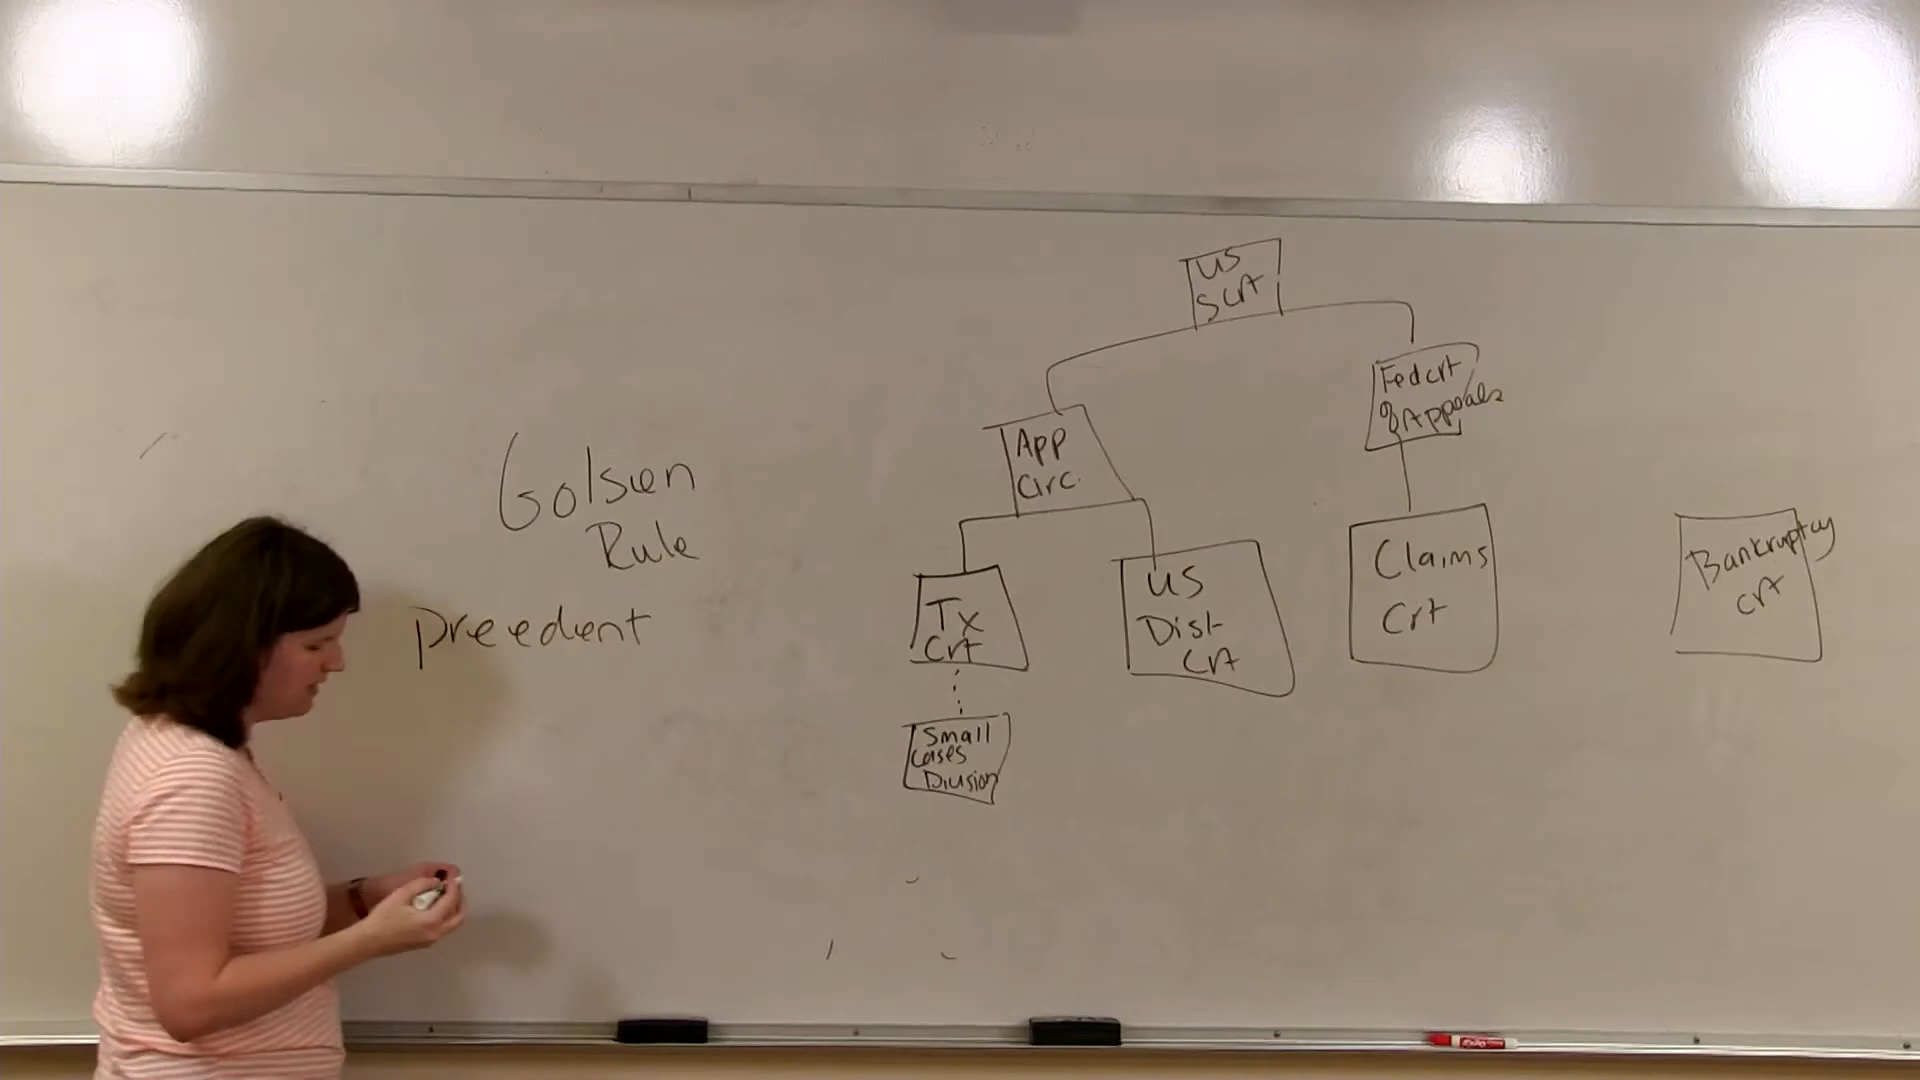 Golsen
Rule
precedent
US
S Crt
App
Circ.
Fed crt
of Appeals
Tx
Crt
US
Dist
Crt
Claims
Crt
Bankruptcy
crt
Small
Cases
Division